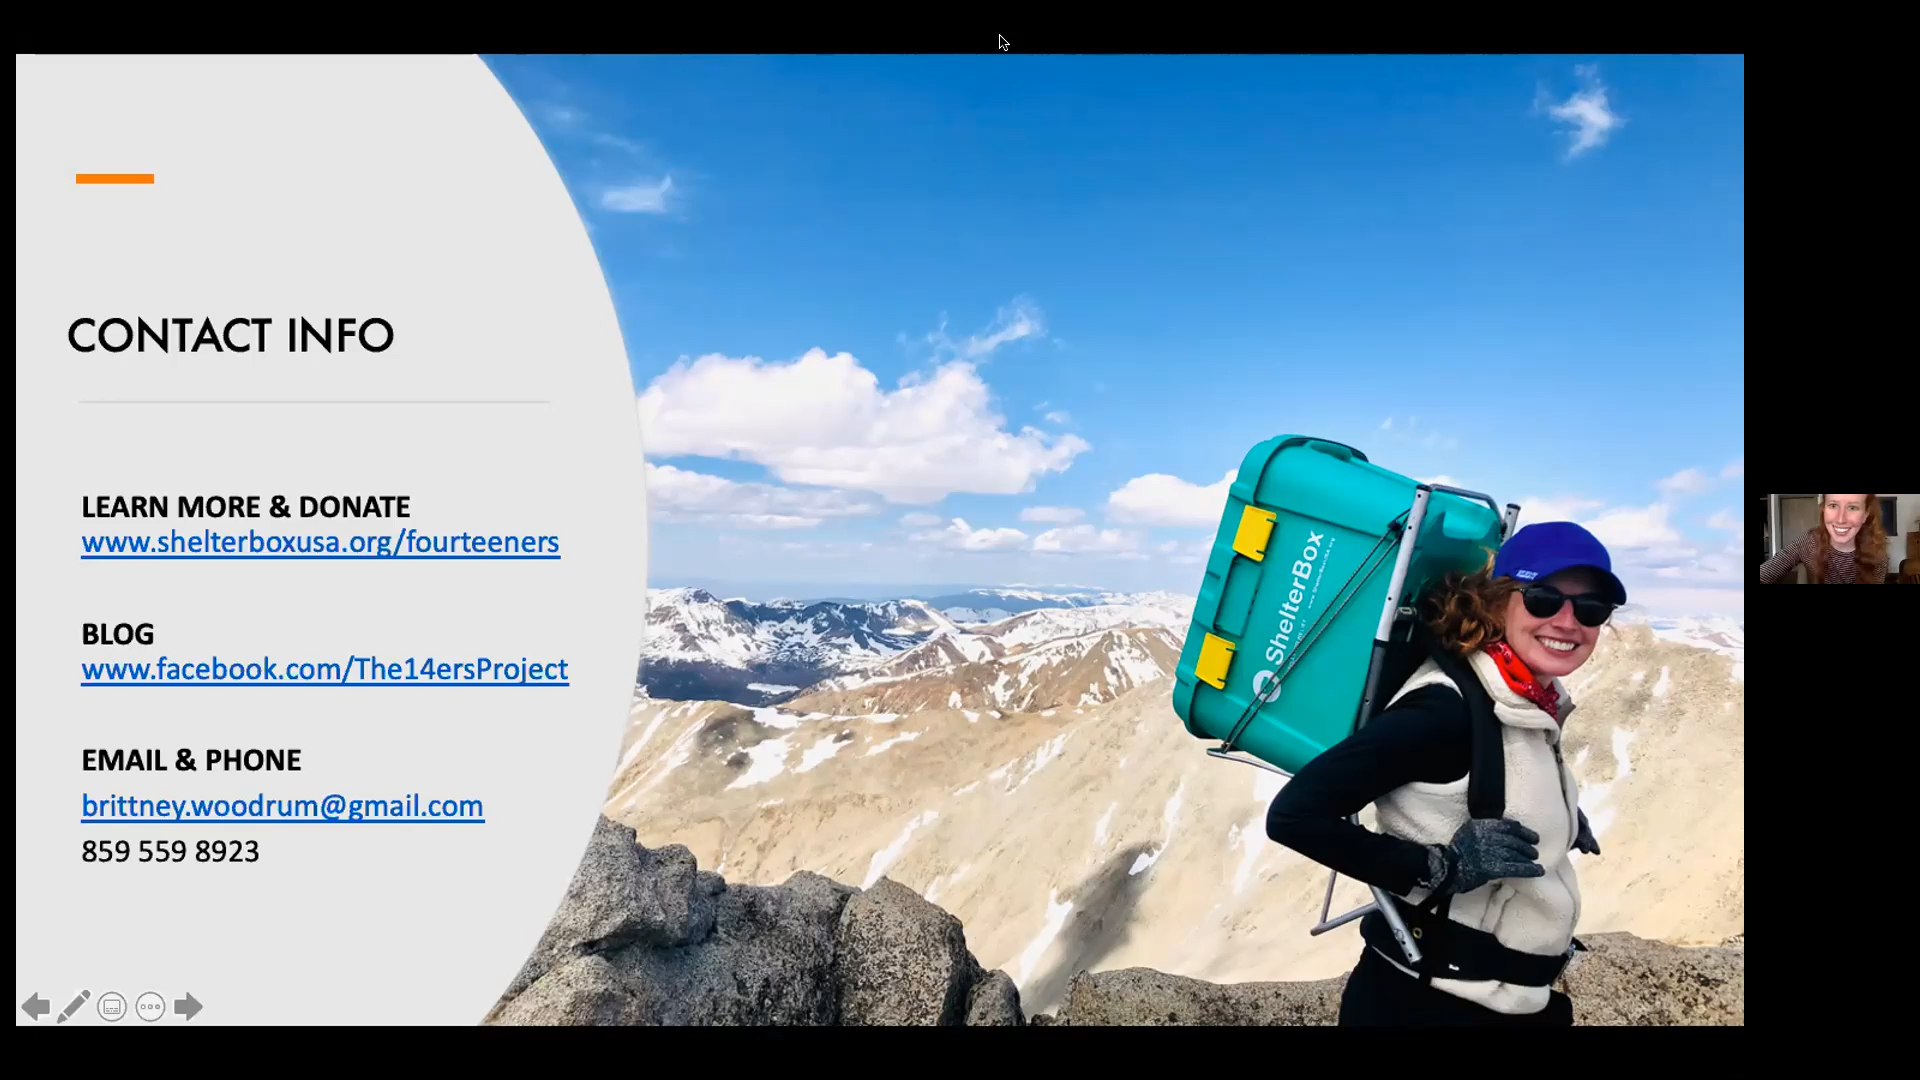 CONTACT INFO
LEARN MORE & DONATE
www.shelterboxusa.org/fourteeners
BLOG
www.facebook.com/The14ersProject
EMAIL & PHONE
brittney.woodrum@gmail.com
859 559 8923
ShelterBox